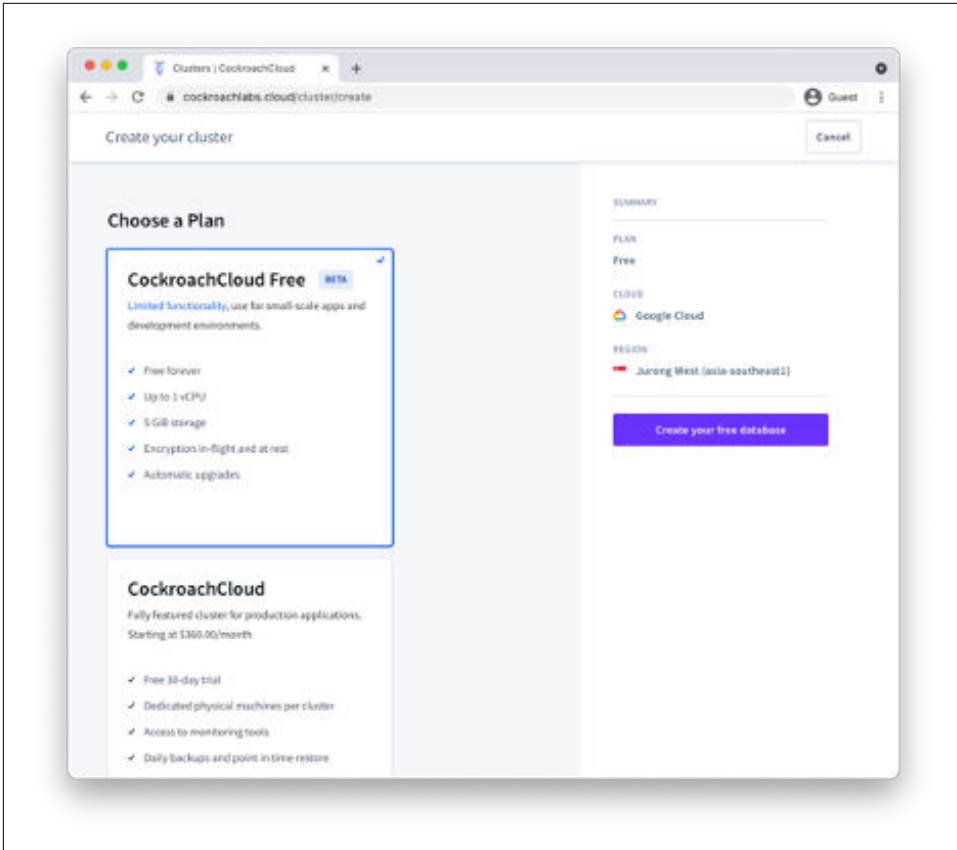 Clusters | CockroachCloud
cockroachlabs.cloud/cluster/create
Guest
Create your cluster
Cancel
Choose a Plan
CockroachCloud Free BETA
Limited functionality, use for small-scale apps and
development environments.
Free forever
Up to 1 vCPU
5 GiB storage
Encryption in-flight and at rest
Automatic upgrades
CockroachCloud
Fully featured cluster for production applications.
Starting at $360.00/month
Free 30-day trial
Dedicated physical machines per cluster
Access to monitoring tools
Daily backups and point in time restore
SUMMARY
PLAN
Free
CLOUD
Google Cloud
REGION
Jurong West (asia-southeast1)
Create your free database